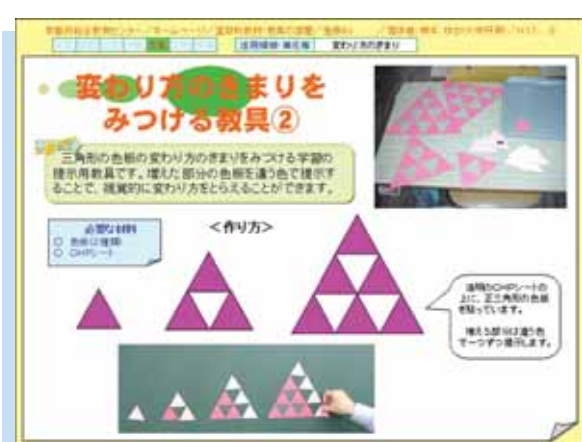 変わり方のきまり
変わり方のきまりを
みつける教具②
三角形の色板の変わり方のきまりをみつける学習の
提示用教具です。増えた部分の色板を違う色で提示す
ることで、視覚的に変わり方をとらえることができます。
必要な材料
○ 色板(2種類)
○ OHPシート
<作り方>
透明のOHPシートの
上に、正三角形の色板
を貼っています。
増える部分は違う色
で一つずつ掲示します。